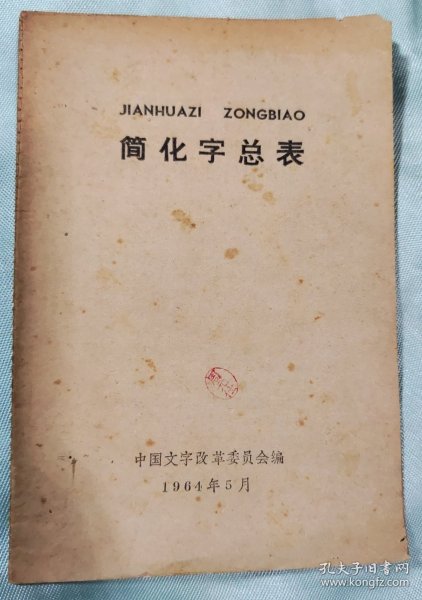 JIANHUAZI ZONGBIAO
简化字总表
中国文字改革委员会编
1964年5月
孔夫子旧书网
www.kongfz.com